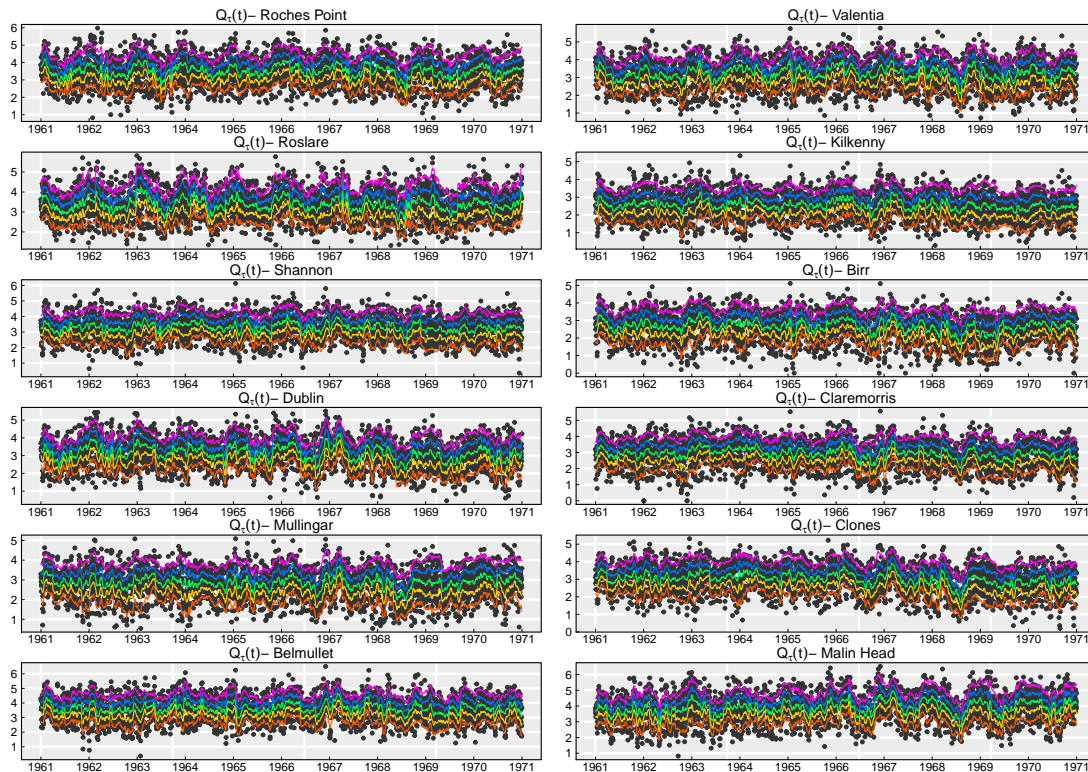 Qτ(t)− Roches Point
6
5
4
3
2
1
1961 1962 1963 1964 1965 1966 1967 1968 1969 1970 1971
Qτ(t)− Valentia
5
4
3
2
1
1961 1962 1963 1964 1965 1966 1967 1968 1969 1970 1971
Qτ(t)− Roslare
5
4
3
2
1961 1962 1963 1964 1965 1966 1967 1968 1969 1970 1971
Qτ(t)− Kilkenny
5
4
3
2
1
1961 1962 1963 1964 1965 1966 1967 1968 1969 1970 1971
Qτ(t)− Shannon
6
5
4
3
2
1
1961 1962 1963 1964 1965 1966 1967 1968 1969 1970 1971
Qτ(t)− Birr
5
4
3
2
1
0
1961 1962 1963 1964 1965 1966 1967 1968 1969 1970 1971
Qτ(t)− Dublin
5
4
3
2
1
1961 1962 1963 1964 1965 1966 1967 1968 1969 1970 1971
Qτ(t)− Claremorris
5
4
3
2
1
0
1961 1962 1963 1964 1965 1966 1967 1968 1969 1970 1971
Qτ(t)− Mullingar
5
4
3
2
1
1961 1962 1963 1964 1965 1966 1967 1968 1969 1970 1971
Qτ(t)− Clones
5
4
3
2
1
0
1961 1962 1963 1964 1965 1966 1967 1968 1969 1970 1971
Qτ(t)− Belmullet
6
5
4
3
2
1
1961 1962 1963 1964 1965 1966 1967 1968 1969 1970 1971
Qτ(t)− Malin Head
6
5
4
3
2
1
1961 1962 1963 1964 1965 1966 1967 1968 1969 1970 1971